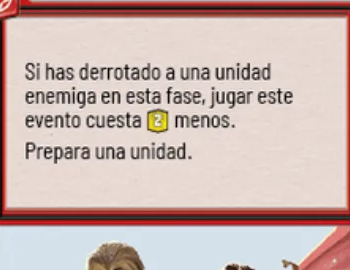 Si has derrotado a una unidad
enemiga en esta fase, jugar este
evento cuesta 2 menos.
Prepara una unidad.